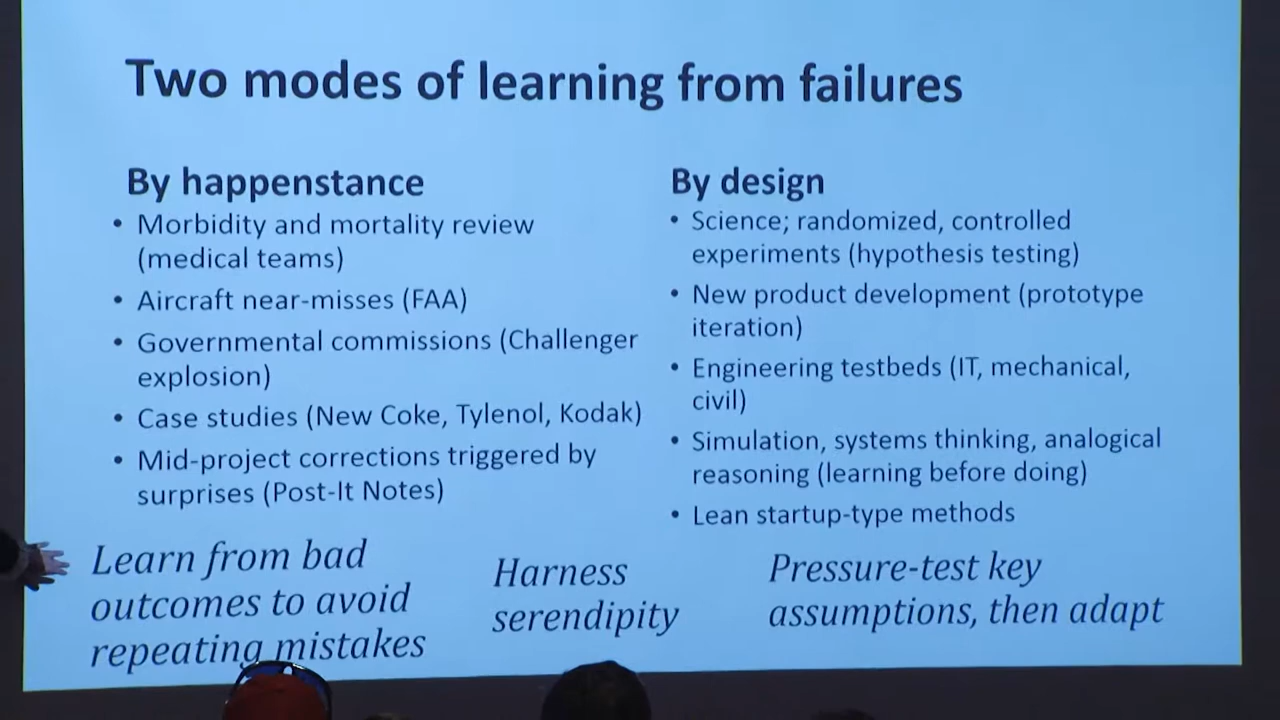 Two modes of learning from failures
By happenstance
• Morbidity and mortality review
(medical teams)
• Aircraft near-misses (FAA)
• Governmental commissions (Challenger
explosion)
• Case studies (New Coke, Tylenol, Kodak)
• Mid-project corrections triggered by
surprises (Post-It Notes)
By design
• Science; randomized, controlled
experiments (hypothesis testing)
• New product development (prototype
iteration)
• Engineering testbeds (IT, mechanical,
civil)
• Simulation, systems thinking, analogical
reasoning (learning before doing)
• Lean startup-type methods
Learn from bad
outcomes to avoid
repeating mistakes
Harness
serendipity
Pressure-test key
assumptions, then adapt